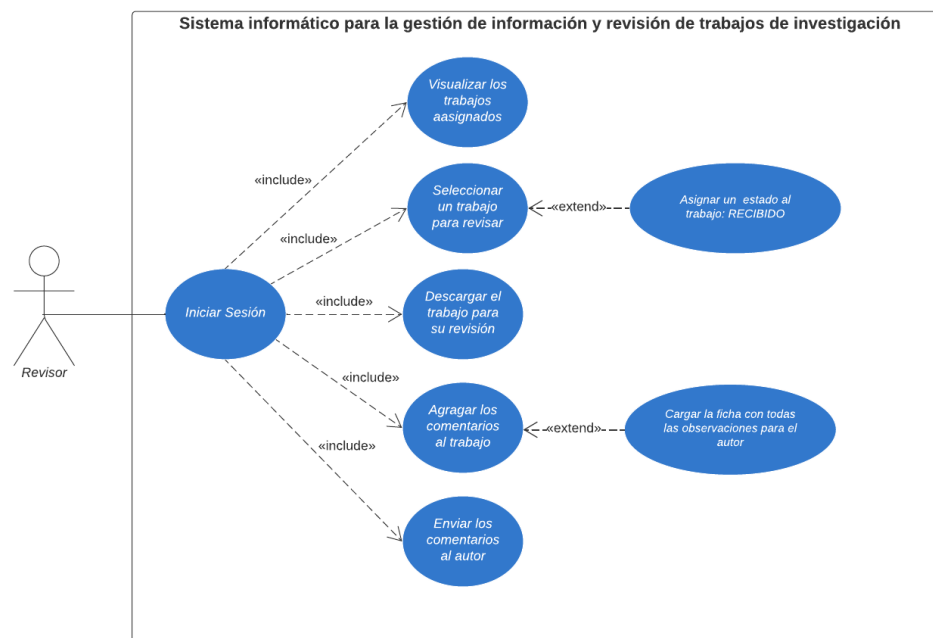 Sistema informático para la gestión de información y revisión de trabajos de investigación
Visualizar los
trabajos
aasignados
«include»
Seleccionar
un trabajo
para revisar
«extend»
Asignar un estado al
trabajo: RECIBIDO
«include»
Iniciar Sesión
«include»
Descargar el
trabajo para
su revisión
Revisor
«include»
Agragar los
comentarios
al trabajo
«extend»
Cargar la ficha con todas
las observaciones para el
autor
«include»
Enviar los
comentarios
al autor